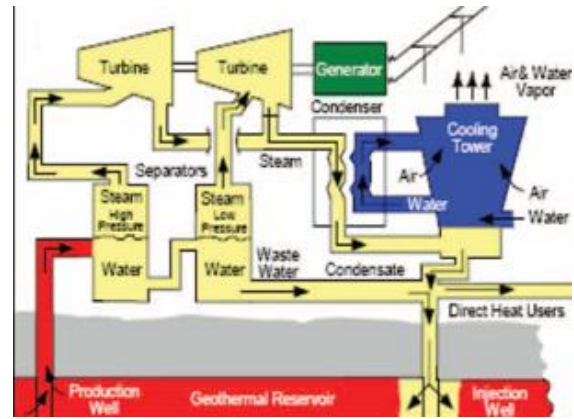 Turbine
Turbine
Generator
Air& Water
Vapor
Condenser
Cooling
Tower
Separators
Steam
Air
Air
Steam
High
Pressure
Steam
Low
Pressure
Water
Water
Water
Water
Waste
Water
Condensate
Direct Heat Users
Production
Well
Geothermal Reservoir
Injection
Well